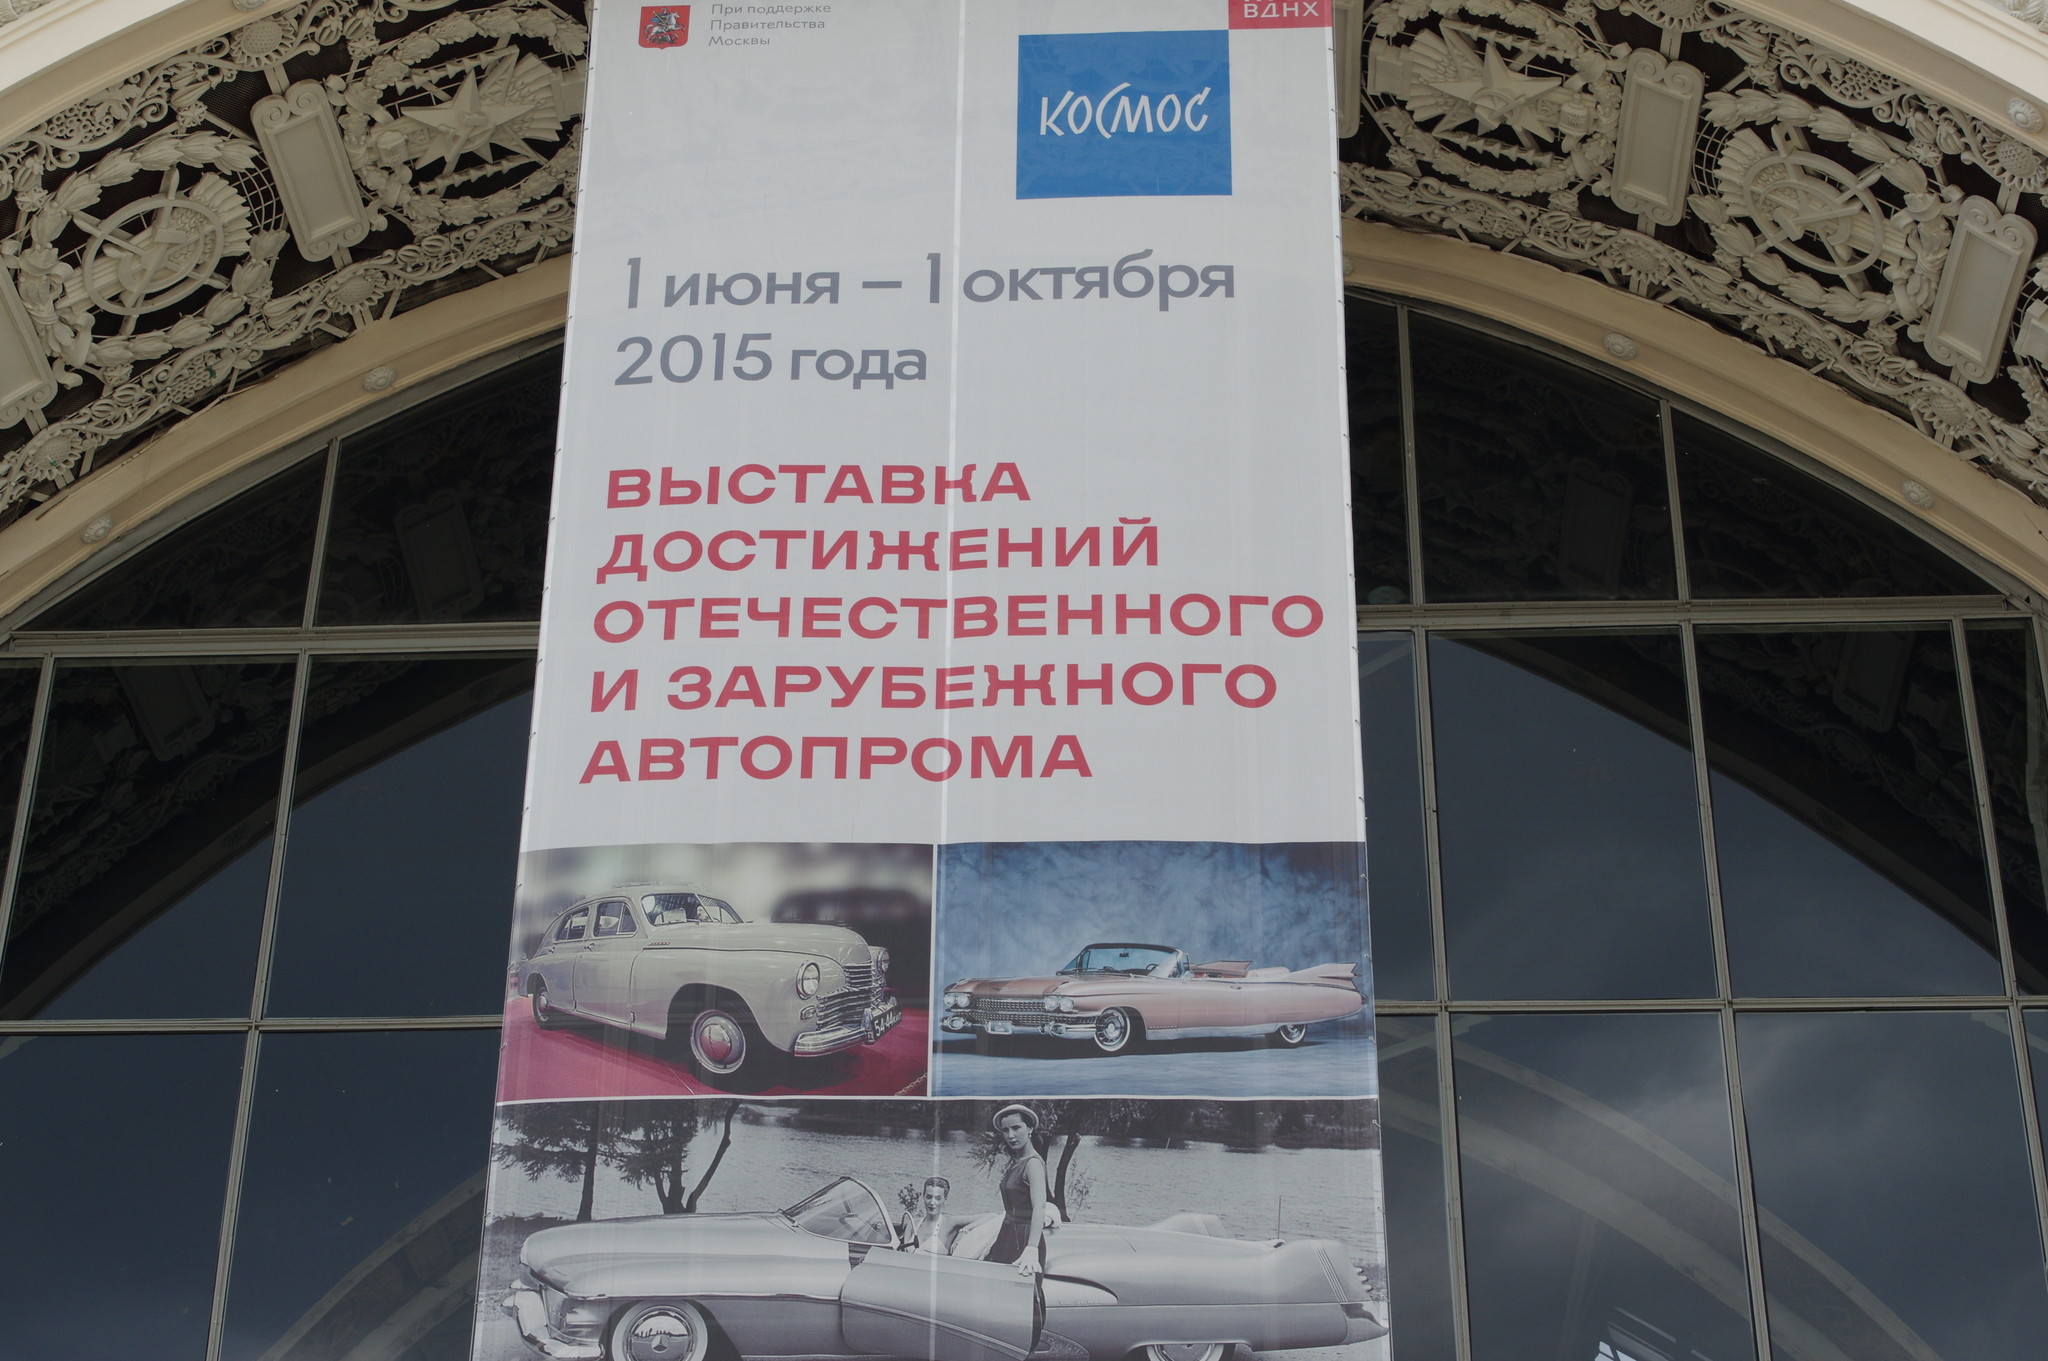 При поддержке
Правительства
Москвы
ВДНХ
КОСМОС
1 июня – 1 октября
2015 года
ВЫСТАВКА
ДОСТИЖЕНИЙ
ОТЕЧЕСТВЕННОГО
И ЗАРУБЕЖНОГО
АВТОПРОМА